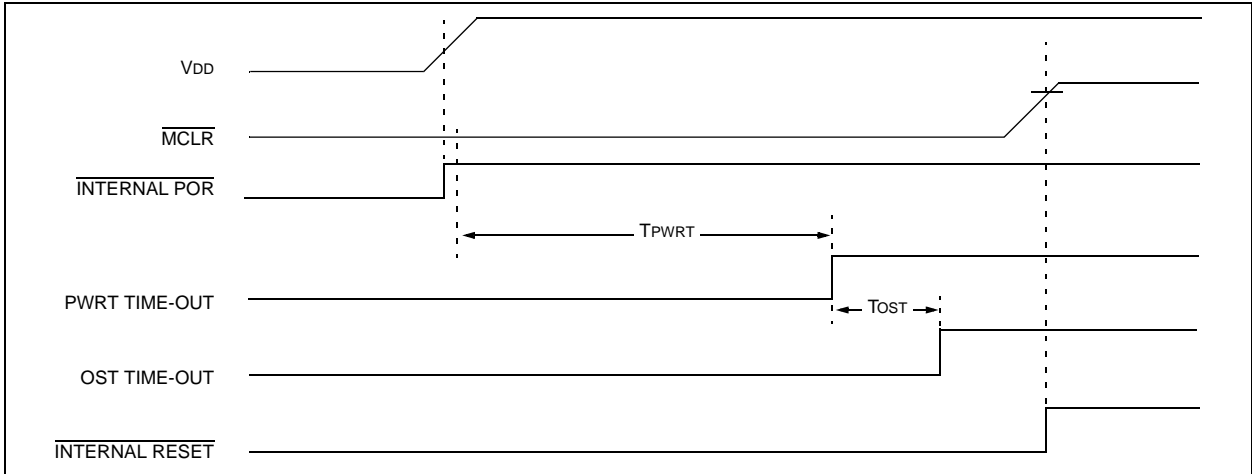 VDD
MCLR
INTERNAL POR
TPWRT
PWRT TIME-OUT
TOST
OST TIME-OUT
INTERNAL RESET